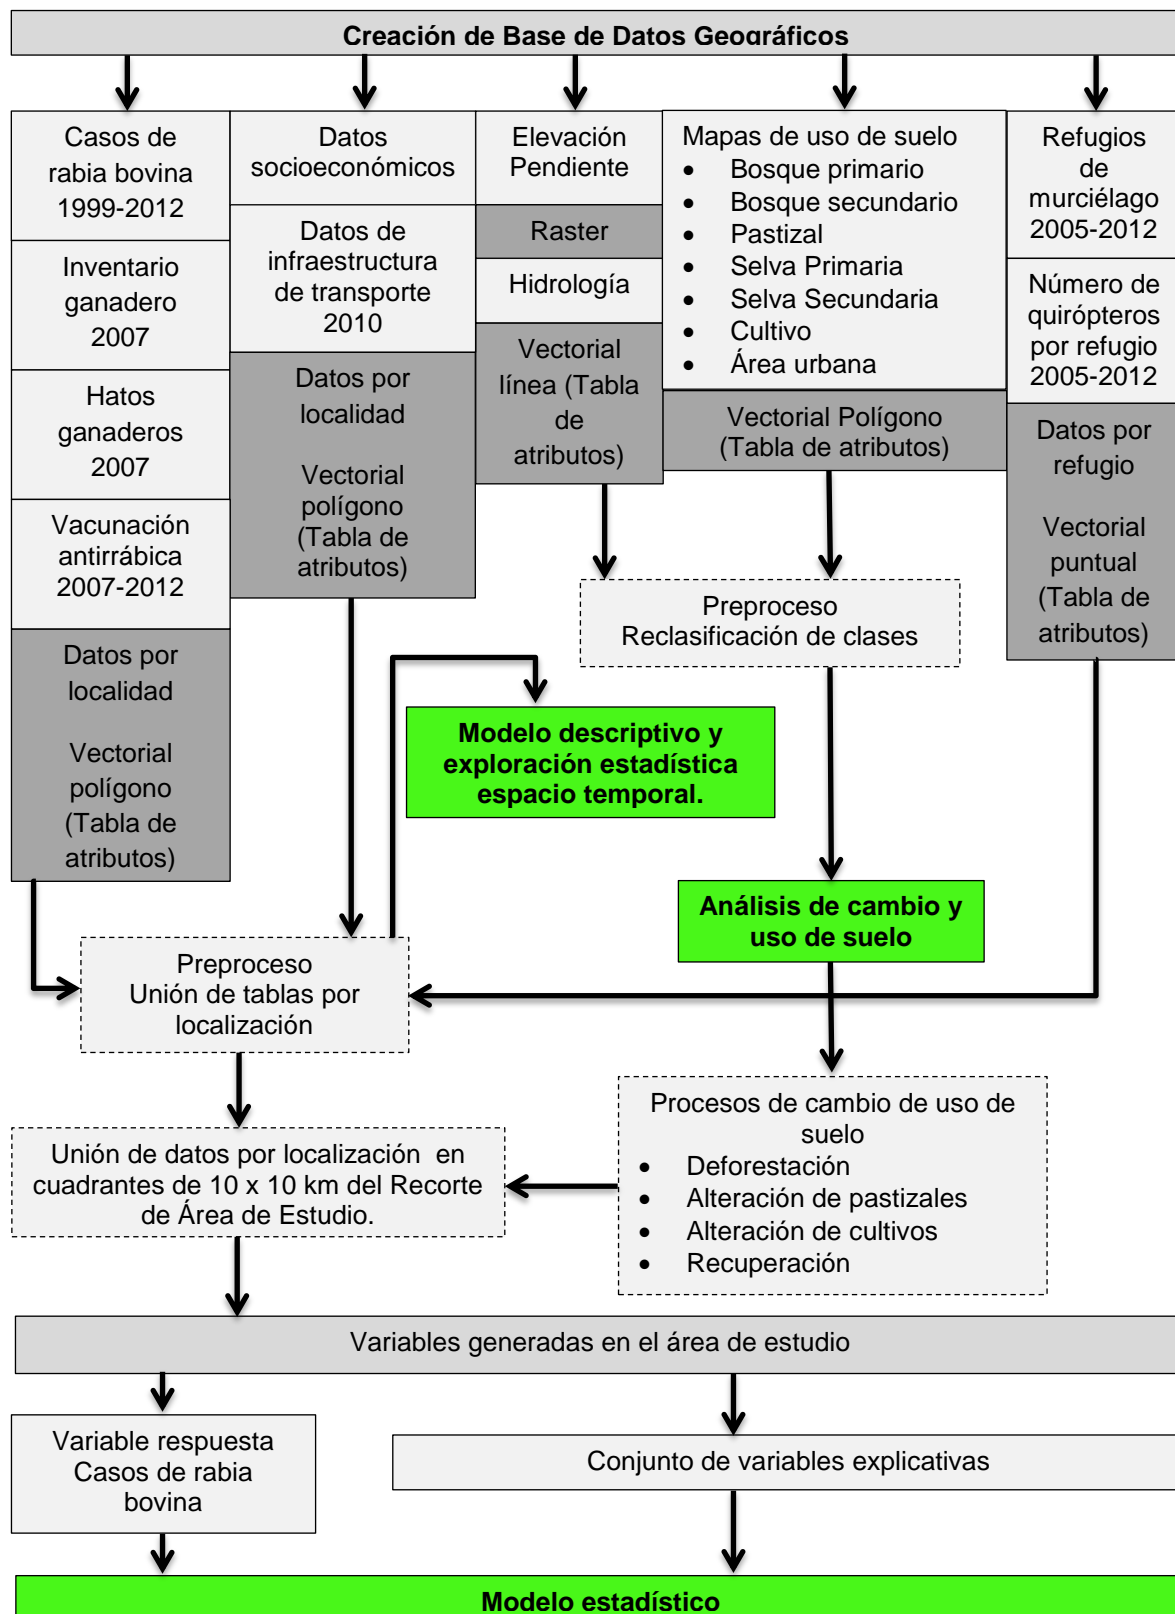 Creación de Base de Datos Geográficos
Casos de
rabia bovina
1999-2012
Inventario
ganadero
2007
Hatos
ganaderos
2007
Vacunación
antirrábica
2007-2012
Datos por
localidad
Vectorial
polígono
(Tabla de
atributos)
Datos
socioeconómicos
Datos de
infraestructura
de transporte
2010
Datos por
localidad
Vectorial
polígono
(Tabla de
atributos)
Elevación
Pendiente
Raster
Hidrología
Vectorial
línea (Tabla
de
atributos)
Mapas de uso de suelo
• Bosque primario
• Bosque secundario
• Pastizal
• Selva Primaria
• Selva Secundaria
• Cultivo
• Área urbana
Vectorial Polígono
(Tabla de atributos)
Refugios
de
murciélago
2005-2012
Número de
quirópteros
por refugio
2005-2012
Datos por
refugio
Vectorial
puntual
(Tabla de
atributos)
Preproceso
Reclasificación de clases
Modelo descriptivo y
exploración estadística
espacio temporal.
Análisis de cambio y
uso de suelo
Preproceso
Unión de tablas por
localización
Procesos de cambio de uso de
suelo
• Deforestación
• Alteración de pastizales
• Alteración de cultivos
• Recuperación
Unión de datos por localización en
cuadrantes de 10 x 10 km del Recorte
de Área de Estudio.
Variables generadas en el área de estudio
Variable respuesta
Casos de rabia
bovina
Conjunto de variables explicativas
Modelo estadístico